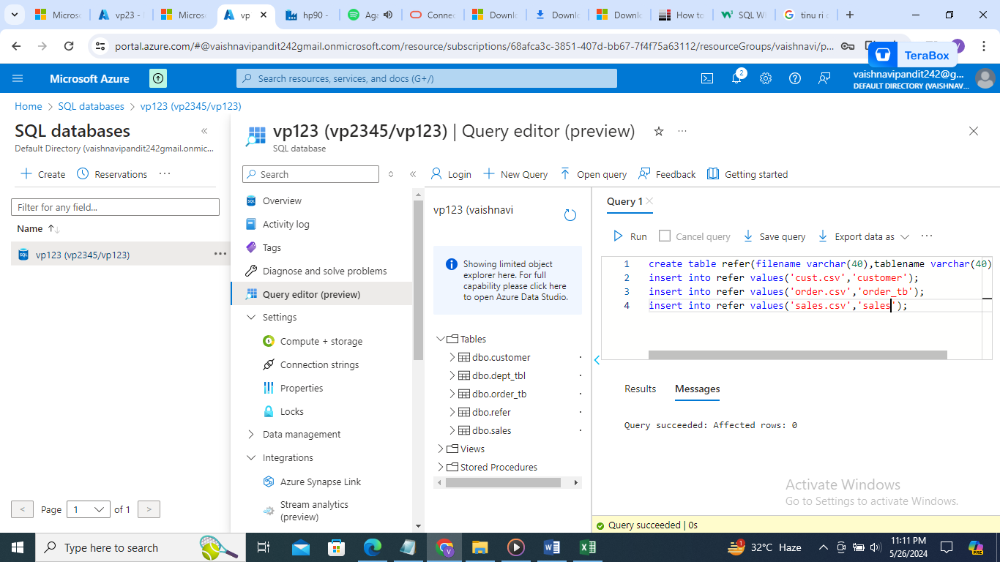 Microso
vp23 -
Microso
vp
hp90 -
Aga
Connec
Downlo
Downlo
Downlo
How to
SQL Wi
tinu ri
portal.azure.com/#@vaishnavipandit242gmail.onmicrosoft.com/resource/subscriptions/68afca3c-3851-407d-bb67-7f4f75a63112/resourceGroups/vaishnavi/p...
TeraBox
Microsoft Azure
Search resources, services, and docs (G+/)
2
vaishnavipandit242@g...
DEFAULT DIRECTORY (VAISHNAV...
Home > SQL databases > vp123 (vp2345/vp123)
SQL databases
Default Directory (vaishnavipandit242gmail.onmic...
Create
Reservations
Filter for any field...
Name
vp123 (vp2345/vp123)
< Page 1 of 1 >
vp123 (vp2345/vp123) | Query editor (preview)
SQL database
Search
Overview
Activity log
Tags
Diagnose and solve problems
Query editor (preview)
Settings
Compute + storage
Connection strings
Properties
Locks
Data management
Integrations
Azure Synapse Link
Stream analytics
(preview)
Login
New Query
Open query
Feedback
Getting started
vp123 (vaishnavi
Showing limited object
explorer here. For full
capability please click here
to open Azure Data Studio.
Tables
dbo.customer
dbo.dept_tbl
dbo.order_tb
dbo.refer
dbo.sales
Views
Stored Procedures
Query 1
Run
Cancel query
Save query
Export data as
1 create table refer(filename varchar(40),tablename varchar(40)
2 insert into refer values('cust.csv','customer');
3 insert into refer values('order.csv','order_tb');
4 insert into refer values('sales.csv','sales');
Results
Messages
Query succeeded: Affected rows: 0
Activate Windows
Go to Settings to activate Windows.
Query succeeded | 0s
Type here to search
1
32°C Haze
11:11 PM
5/26/2024
PRE